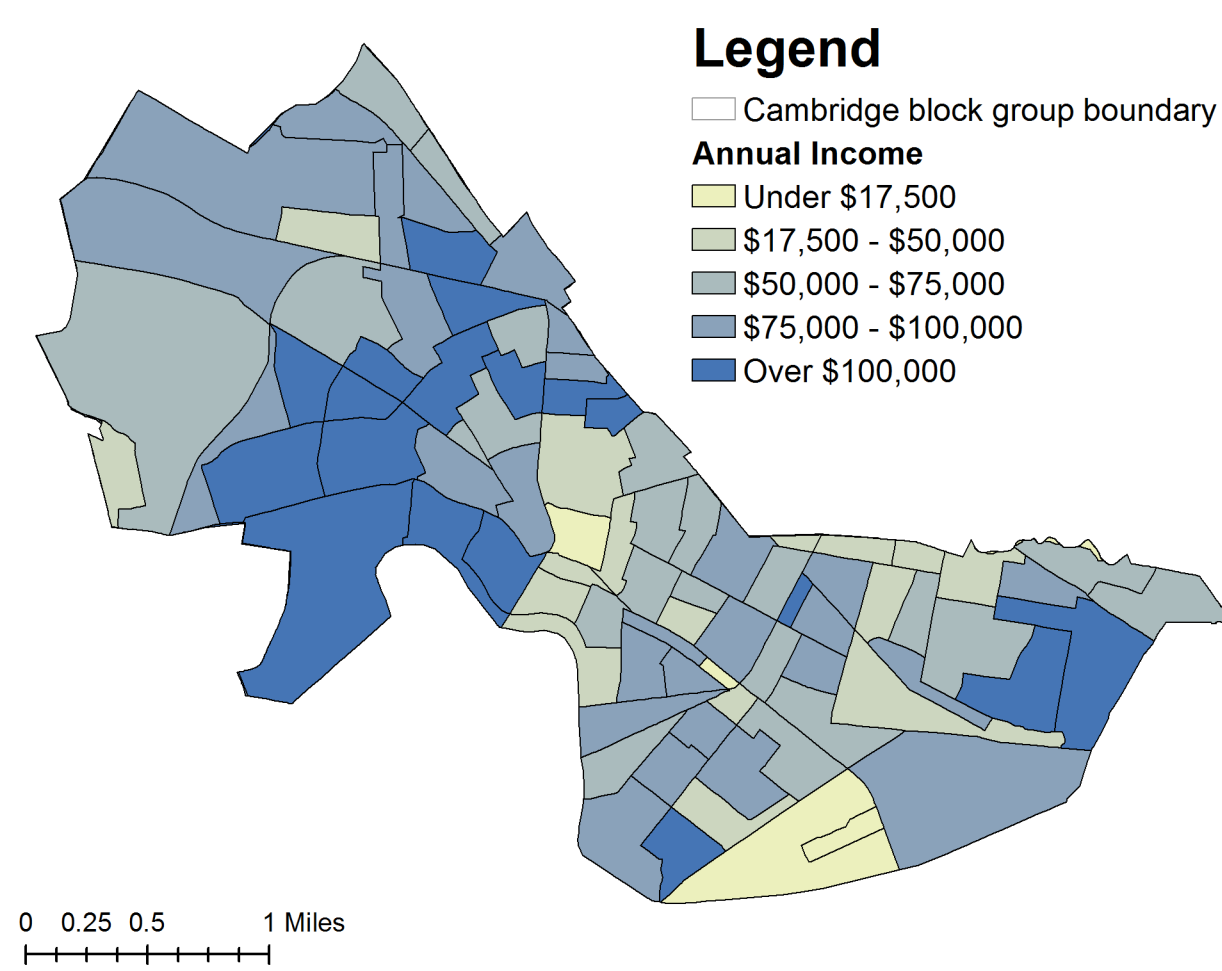 Legend
Cambridge block group boundary
Annual Income
Under $17,500
$17,500 - $50,000
$50,000 - $75,000
$75,000 - $100,000
Over $100,000
0 0.25 0.5 1 Miles